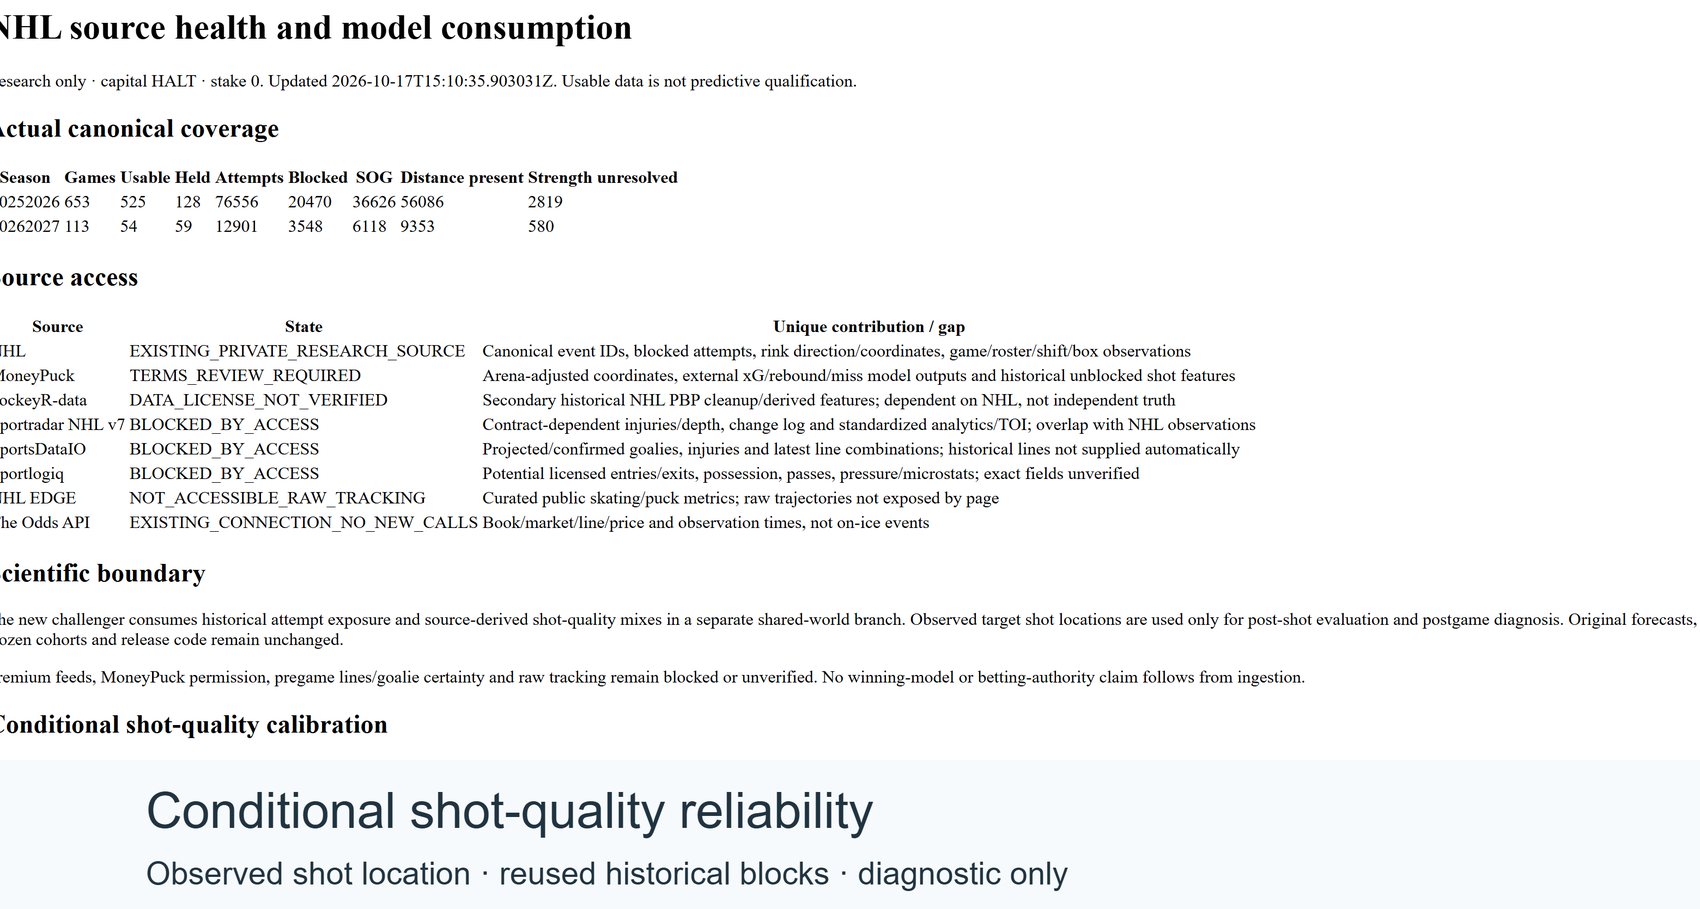 NHL source health and model consumption
esearch only · capital HALT · stake 0. Updated 2026-10-17T15:10:35.903031Z. Usable data is not predictive qualification.
Actual canonical coverage
Season Games Usable Held Attempts Blocked SOG Distance present Strength unresolved
0252026 653 525 128 76556 20470 36626 56086 2819
0262027 113 54 59 12901 3548 6118 9353 580
ource access
Source State Unique contribution / gap
NHL EXISTING_PRIVATE_RESEARCH_SOURCE Canonical event IDs, blocked attempts, rink direction/coordinates, game/roster/shift/box observations
MoneyPuck TERMS_REVIEW_REQUIRED Arena-adjusted coordinates, external xG/rebound/miss model outputs and historical unblocked shot features
ockeyR-data DATA_LICENSE_NOT_VERIFIED Secondary historical NHL PBP cleanup/derived features; dependent on NHL, not independent truth
portradar NHL v7 BLOCKED_BY_ACCESS Contract-dependent injuries/depth, change log and standardized analytics/TOI; overlap with NHL observations
portsDataIO BLOCKED_BY_ACCESS Projected/confirmed goalies, injuries and latest line combinations; historical lines not supplied automatically
portlogiq BLOCKED_BY_ACCESS Potential licensed entries/exits, possession, passes, pressure/microstats; exact fields unverified
NHL EDGE NOT_ACCESSIBLE_RAW_TRACKING Curated public skating/puck metrics; raw trajectories not exposed by page
he Odds API EXISTING_CONNECTION_NO_NEW_CALLS Book/market/line/price and observation times, not on-ice events
cientific boundary
he new challenger consumes historical attempt exposure and source-derived shot-quality mixes in a separate shared-world branch. Observed target shot locations are used only for post-shot evaluation and postgame diagnosis. Original forecasts,
ozen cohorts and release code remain unchanged.
remium feeds, MoneyPuck permission, pregame lines/goalie certainty and raw tracking remain blocked or unverified. No winning-model or betting-authority claim follows from ingestion.
Conditional shot-quality calibration
Conditional shot-quality reliability
Observed shot location · reused historical blocks · diagnostic only